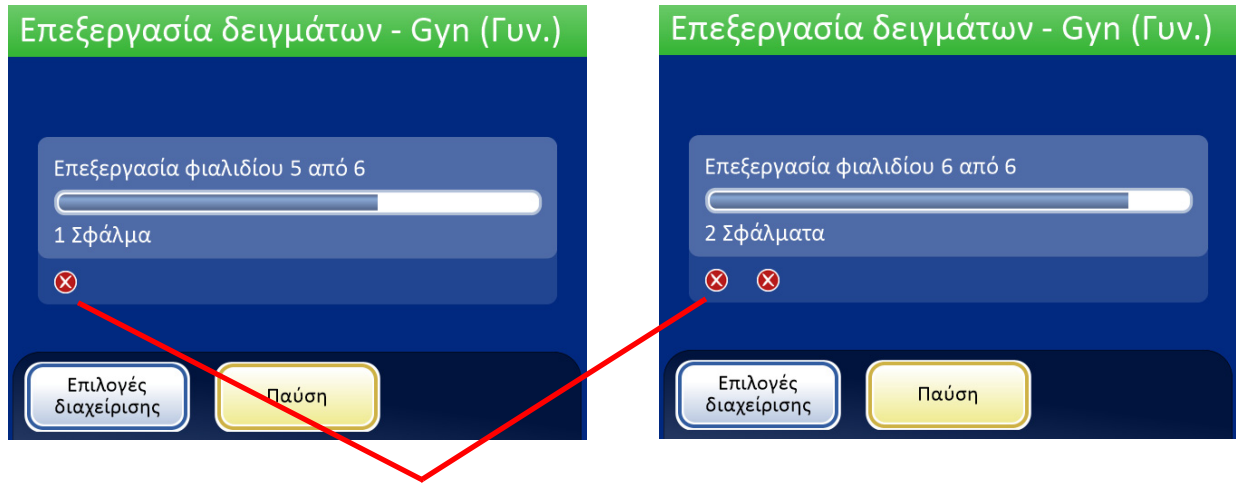 Επεξεργασία δειγμάτων - Gyn (Γυν.)
Επεξεργασία φιαλιδίου 5 από 6
1 Σφάλμα
Επιλογές
διαχείρισης
Παύση
Επεξεργασία δειγμάτων - Gyn (Γυν.)
Επεξεργασία φιαλιδίου 6 από 6
2 Σφάλματα
Επιλογές
διαχείρισης
Παύση